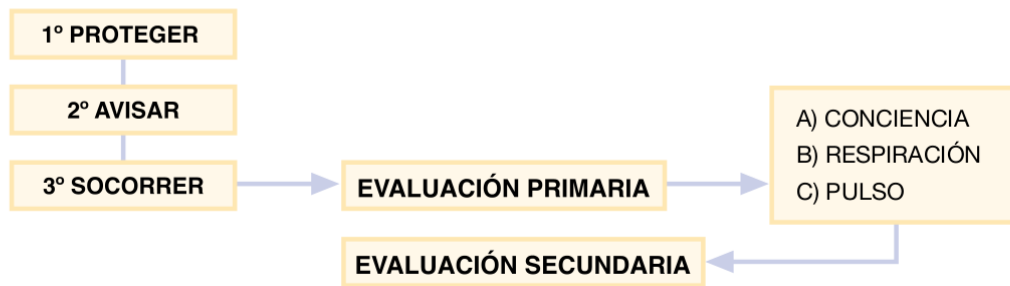 1º PROTEGER
2º AVISAR
3º SOCORRER
EVALUACIÓN PRIMARIA
A) CONCIENCIA
B) RESPIRACIÓN
C) PULSO
EVALUACIÓN SECUNDARIA